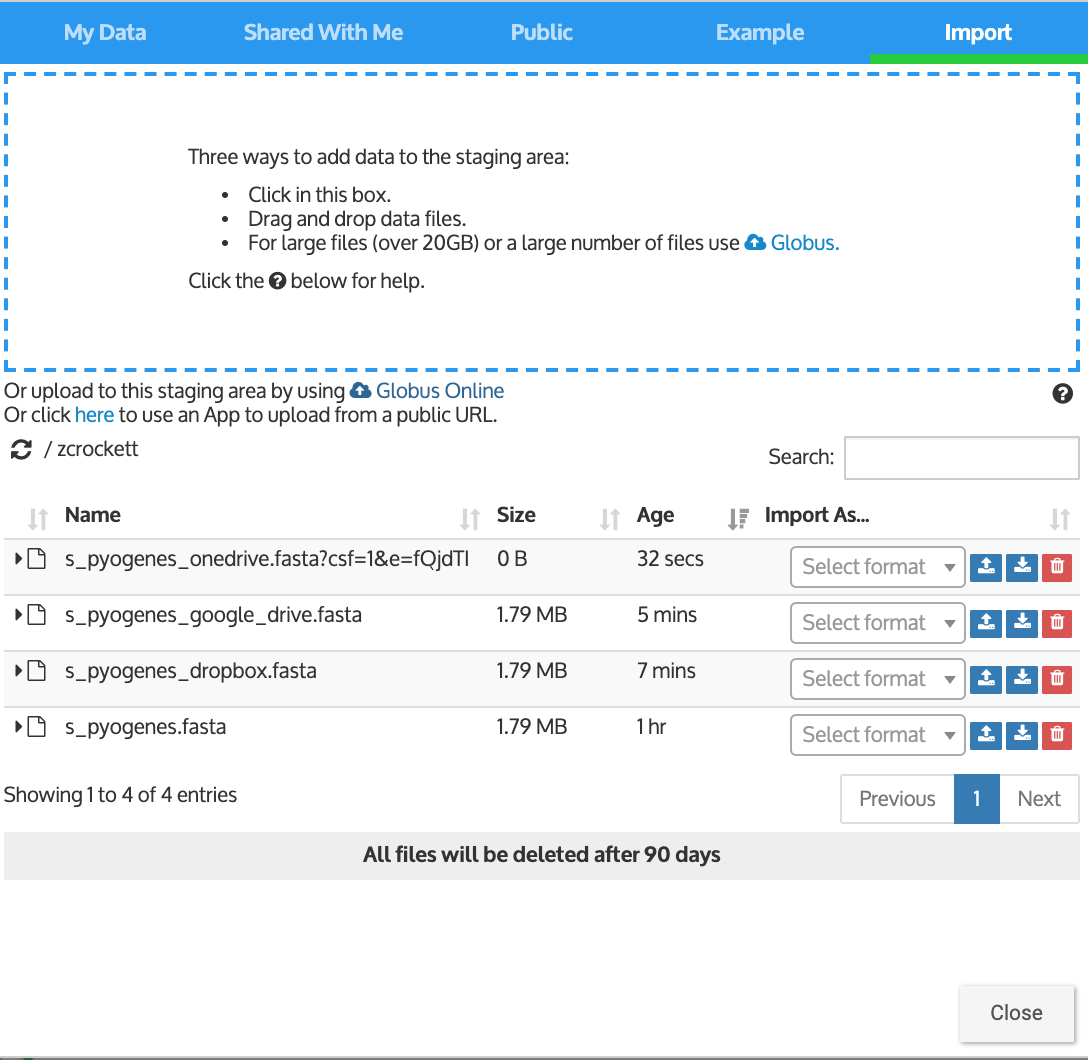 My Data Shared With Me Public Example Import
Three ways to add data to the staging area:
• Click in this box.
• Drag and drop data files.
• For large files (over 20GB) or a large number of files use Globus.
Click the ? below for help.
Or upload to this staging area by using Globus Online ?
Or click here to use an App to upload from a public URL.
/ zcrockett
Search:
Name Size Age Import As...
s_pyogenes_onedrive.fasta?csf=1&e=fQjdTI 0 B 32 secs Select format
s_pyogenes_google_drive.fasta 1.79 MB 5 mins Select format
s_pyogenes_dropbox.fasta 1.79 MB 7 mins Select format
s_pyogenes.fasta 1.79 MB 1 hr Select format
Showing 1 to 4 of 4 entries
Previous 1 Next
All files will be deleted after 90 days
Close